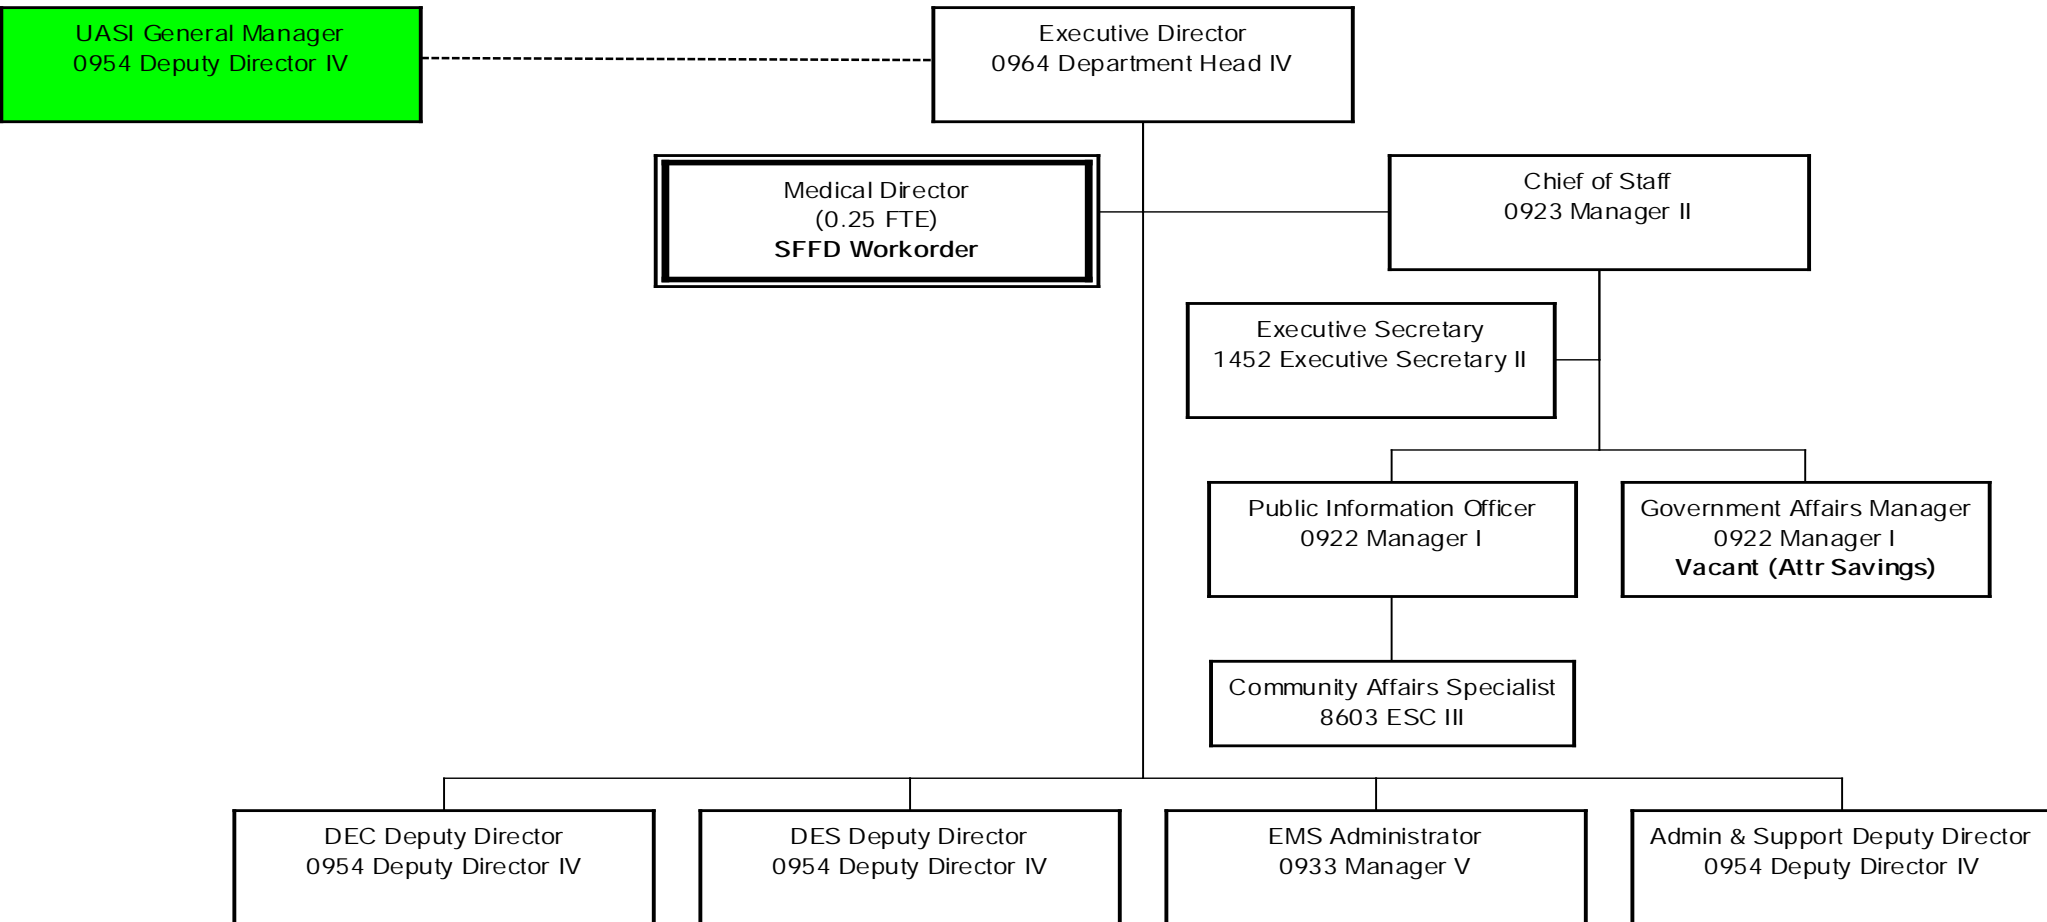 UASI General Manager
0954 Deputy Director IV
Executive Director
0964 Department Head IV
Medical Director
(0.25 FTE)
SFFD Workorder
Chief of Staff
0923 Manager II
Executive Secretary
1452 Executive Secretary II
Public Information Officer
0922 Manager I
Government Affairs Manager
0922 Manager I
Vacant (Attr Savings)
Community Affairs Specialist
8603 ESC III
DEC Deputy Director
0954 Deputy Director IV
DES Deputy Director
0954 Deputy Director IV
EMS Administrator
0933 Manager V
Admin & Support Deputy Director
0954 Deputy Director IV